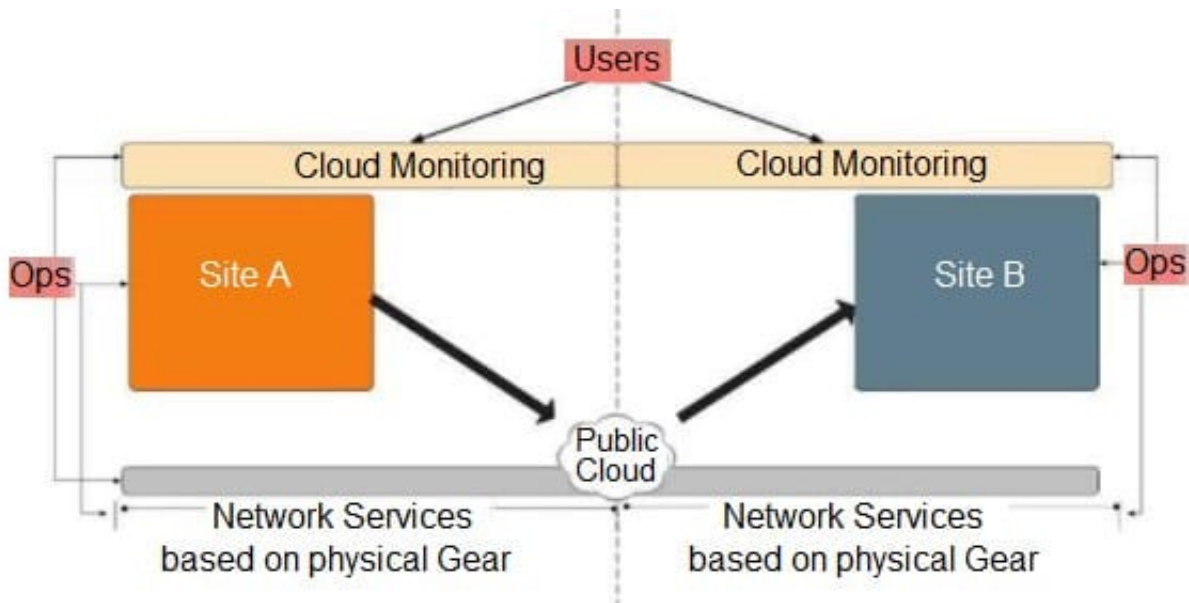 Users
Cloud Monitoring
Cloud Monitoring
Ops
Site A
Site B
Ops
Public
Cloud
Network Services
based on physical Gear
Network Services
based on physical Gear